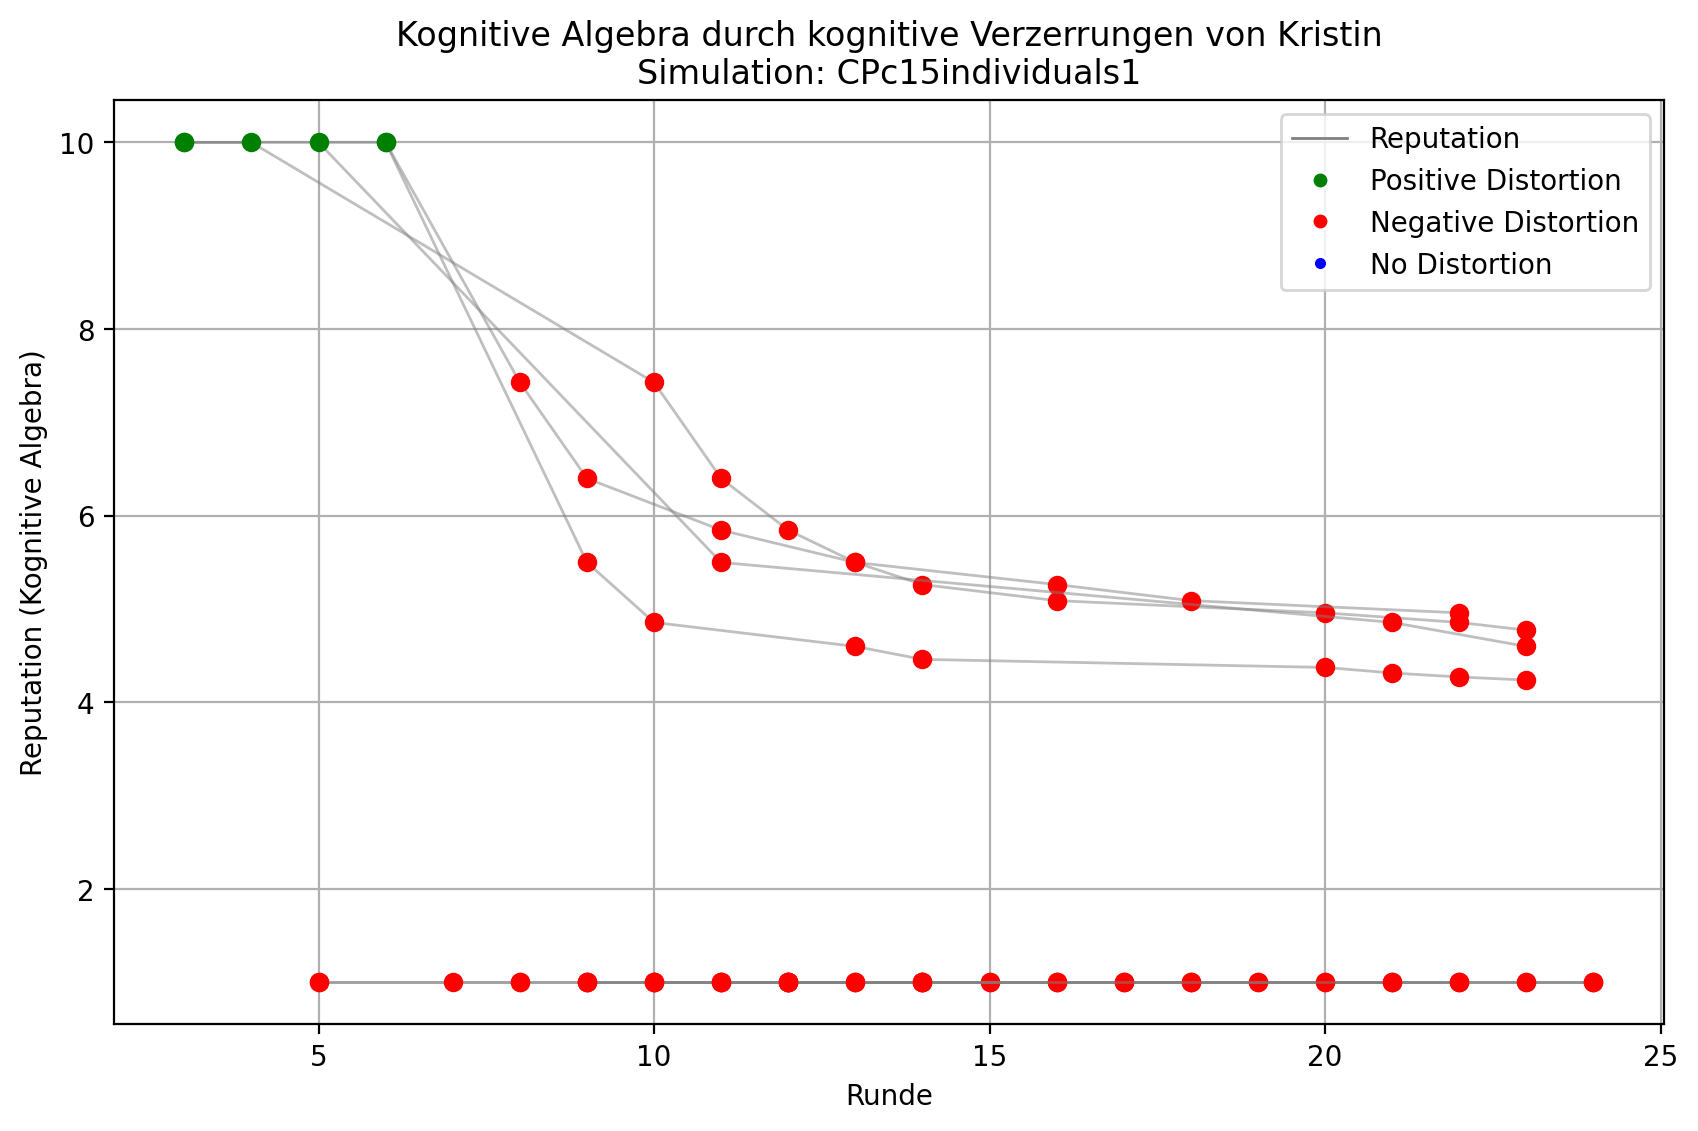 Kognitive Algebra durch kognitive Verzerrungen von Kristin
Simulation: CPc15individuals1
Reputation
Positive Distortion
Negative Distortion
No Distortion
Reputation (Kognitive Algebra)
10
8
6
4
2
5
10
15
20
25
Runde